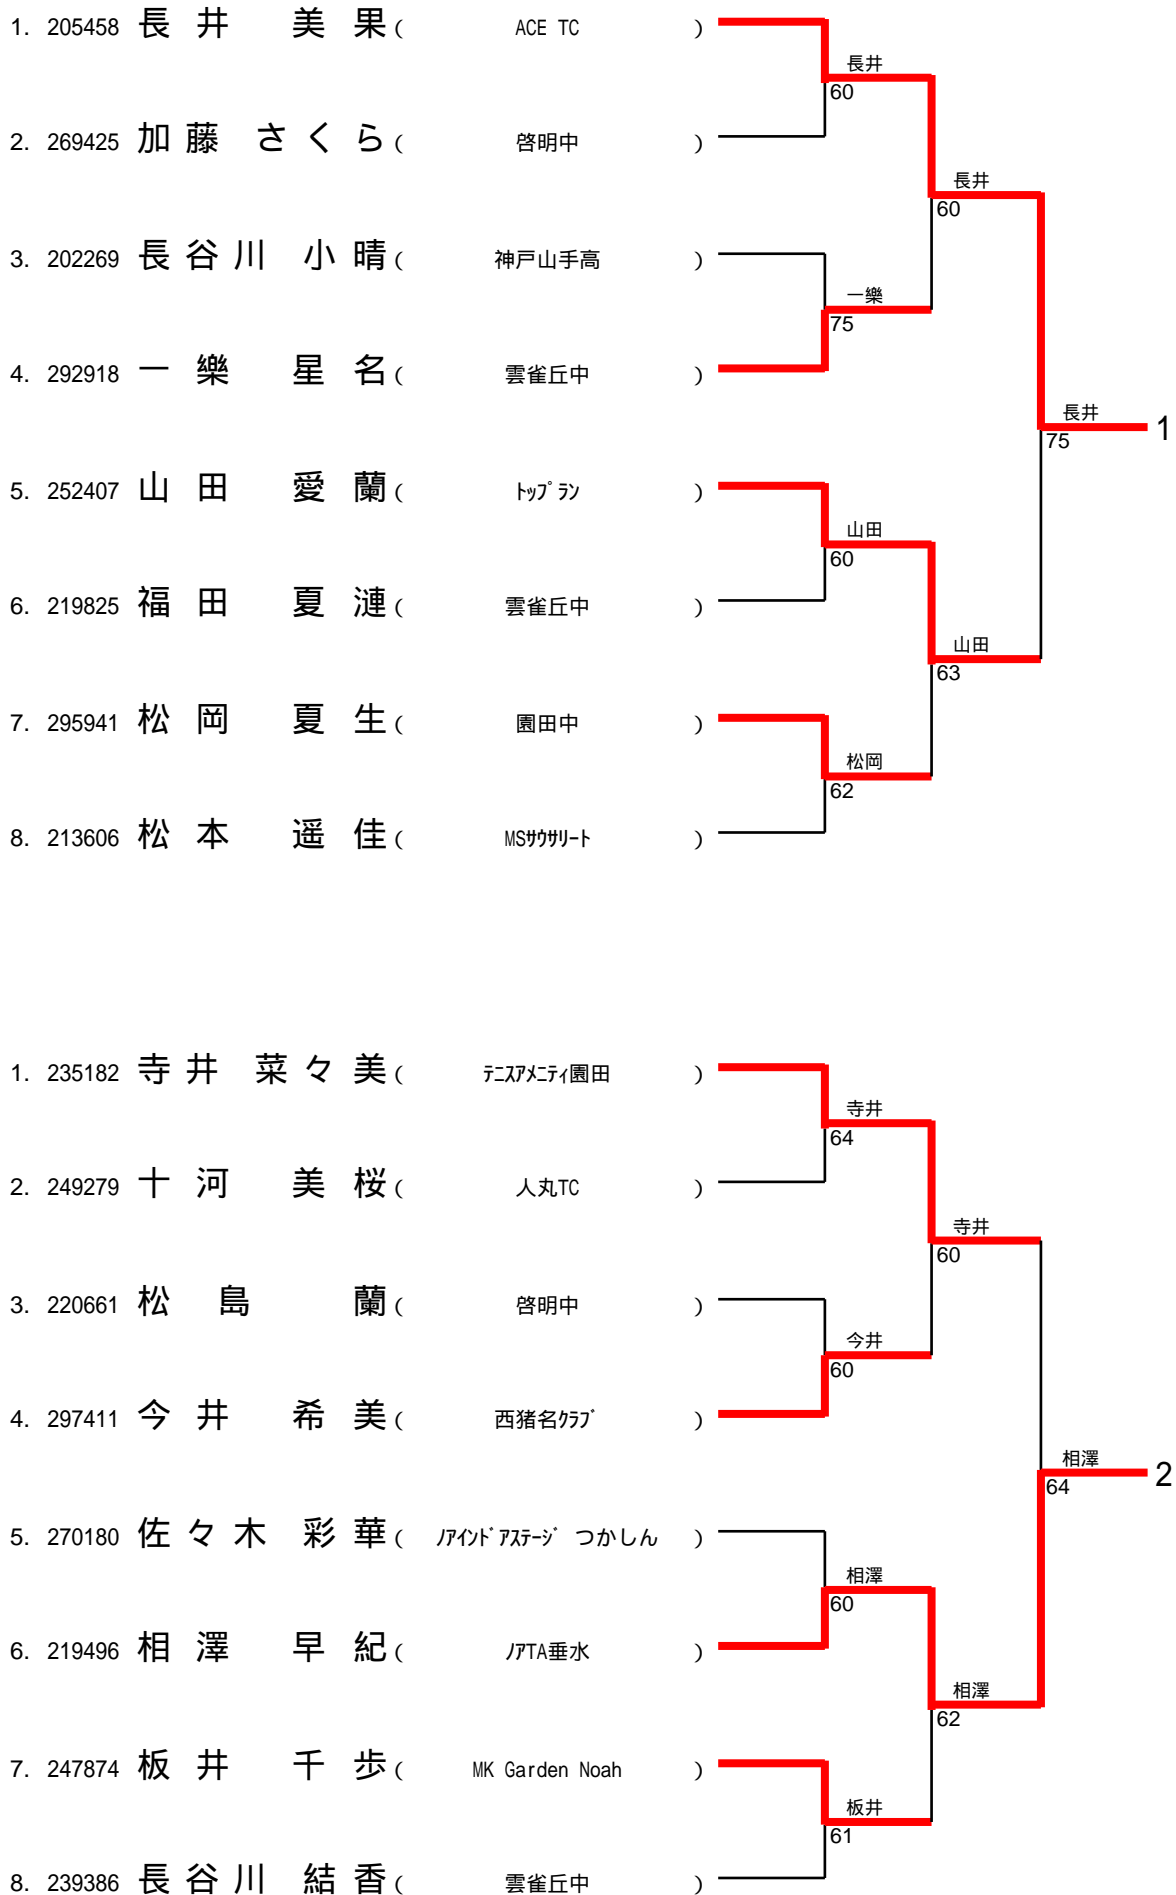 1. 205458 長井 美果 ( ACE TC )
長井
60
2. 269425 加藤 さくら ( 啓明中 )
長井
60
3. 202269 長谷川 小晴 ( 神戸山手高 )
一樂
75
4. 292918 一樂 星名 ( 雲雀丘中 )
長井 1
75
5. 252407 山田 愛蘭 ( ﾄｯﾌﾟﾗﾝ )
山田
60
6. 219825 福田 夏漣 ( 雲雀丘中 )
山田
63
7. 295941 松岡 夏生 ( 園田中 )
松岡
62
8. 213606 松本 遥佳 ( MSｻｳｻﾘｰﾄ )
1. 235182 寺井 菜々美 ( ﾃﾆｽｱﾒﾆﾃｨ園田 )
寺井
64
2. 249279 十河 美桜 ( 人丸TC )
寺井
60
3. 220661 松島 蘭 ( 啓明中 )
今井
60
4. 297411 今井 希美 ( 西猪名ｸﾗﾌﾞ )
相澤 2
64
5. 270180 佐々木 彩華 ( ﾉｱｲﾝﾄﾞｱｽﾃｰｼﾞ つかしん )
相澤
60
6. 219496 相澤 早紀 ( ﾉｱTA垂水 )
相澤
62
7. 247874 板井 千歩 ( MK Garden Noah )
板井
61
8. 239386 長谷川 結香 ( 雲雀丘中 )